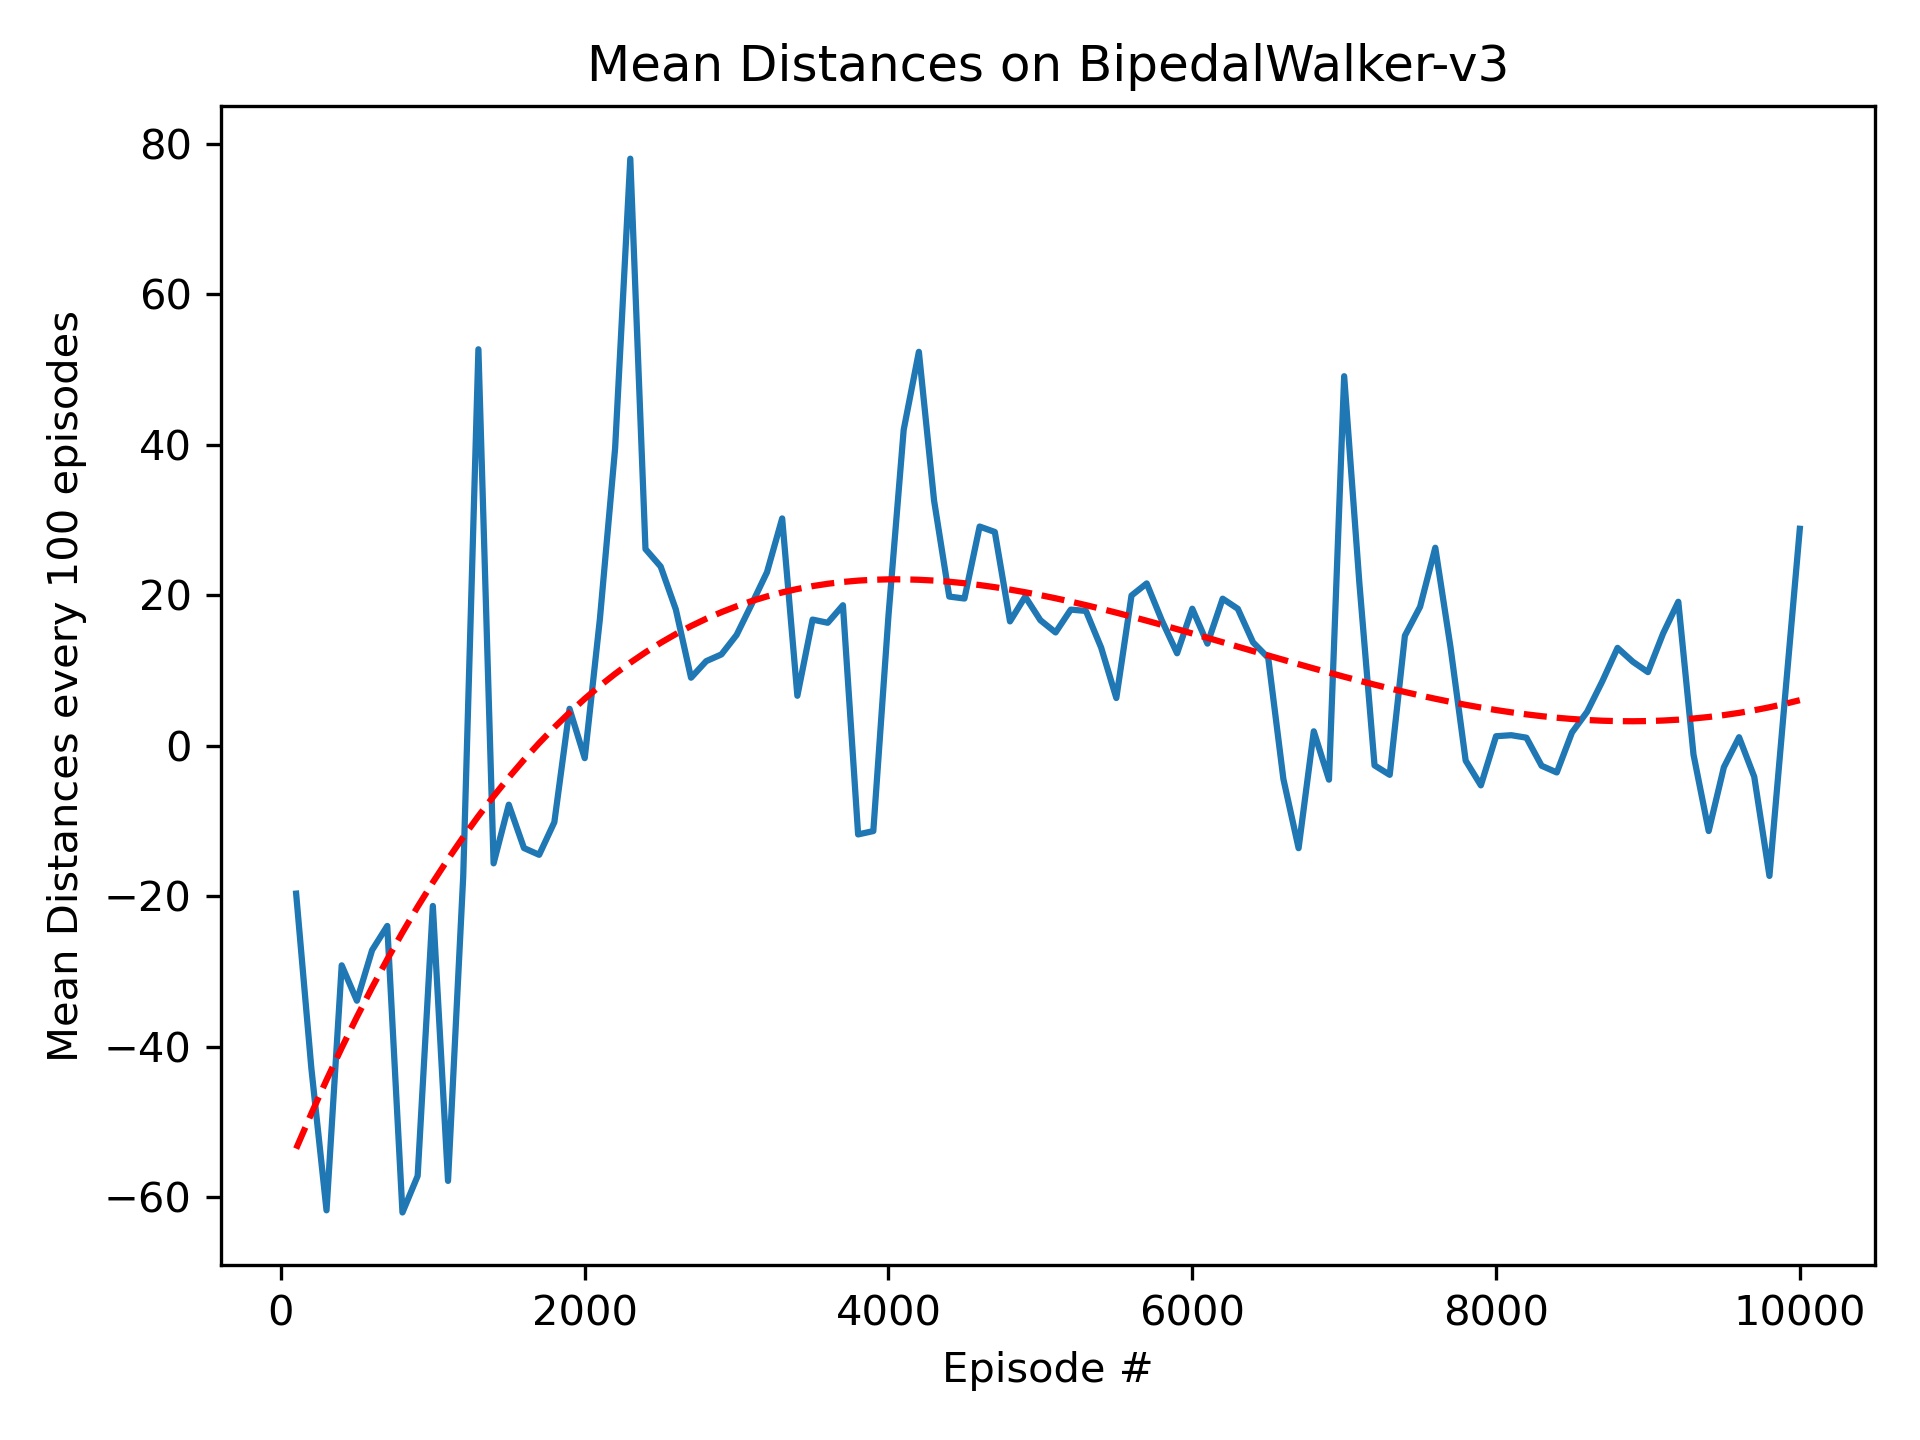 Mean Distances on BipedalWalker-v3
Mean Distances every 100 episodes
80
60
40
20
0
−20
−40
−60
0 2000 4000 6000 8000 10000
Episode #